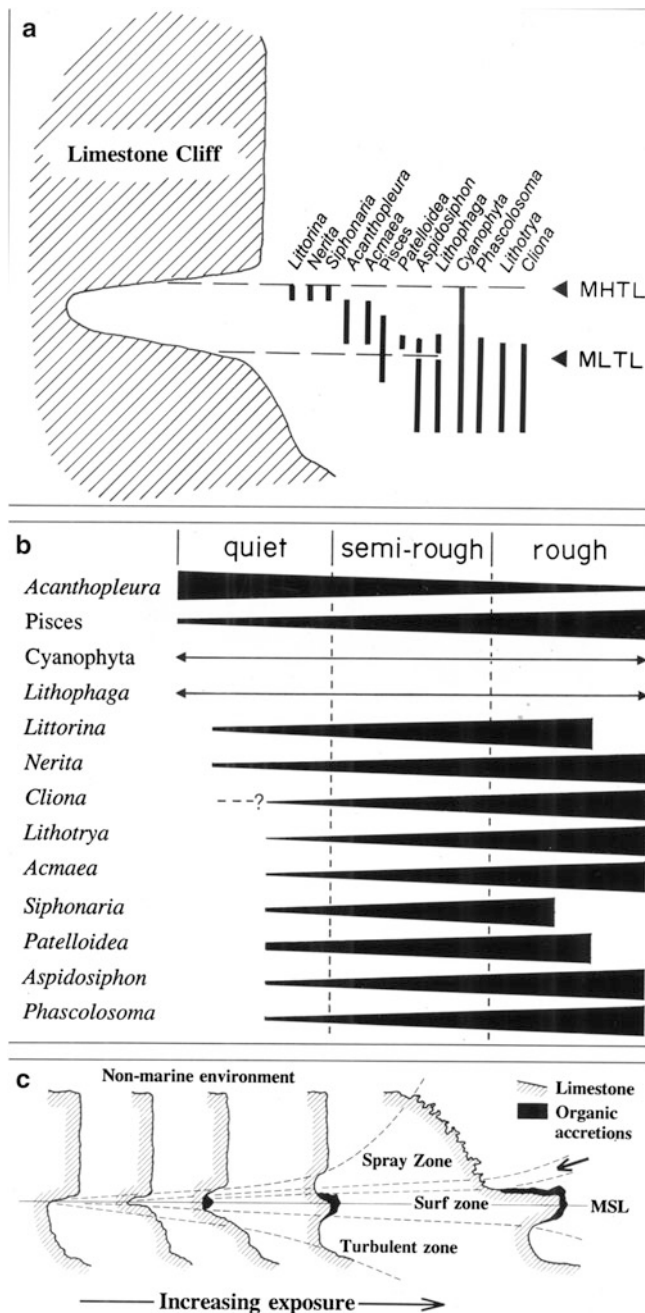 a
Limestone Cliff
Littorina
Nerita
Siphonaria
Acanthopleura
Acmaea
Pisces
Patelloidea
Aspidosiphon
Lithophaga
Cyanophyta
Phascolosoma
Lithotrya
Cliona
MHTL
MLTL
b
quiet semi-rough rough
Acanthopleura
Pisces
Cyanophyta
Lithophaga
Littorina
Nerita
Cliona ?
Lithotrya
Acmaea
Siphonaria
Patelloidea
Aspidosiphon
Phascolosoma
c
Non-marine environment
Limestone
Organic
accretions
Spray Zone
Surf zone
MSL
Turbulent zone
Increasing exposure